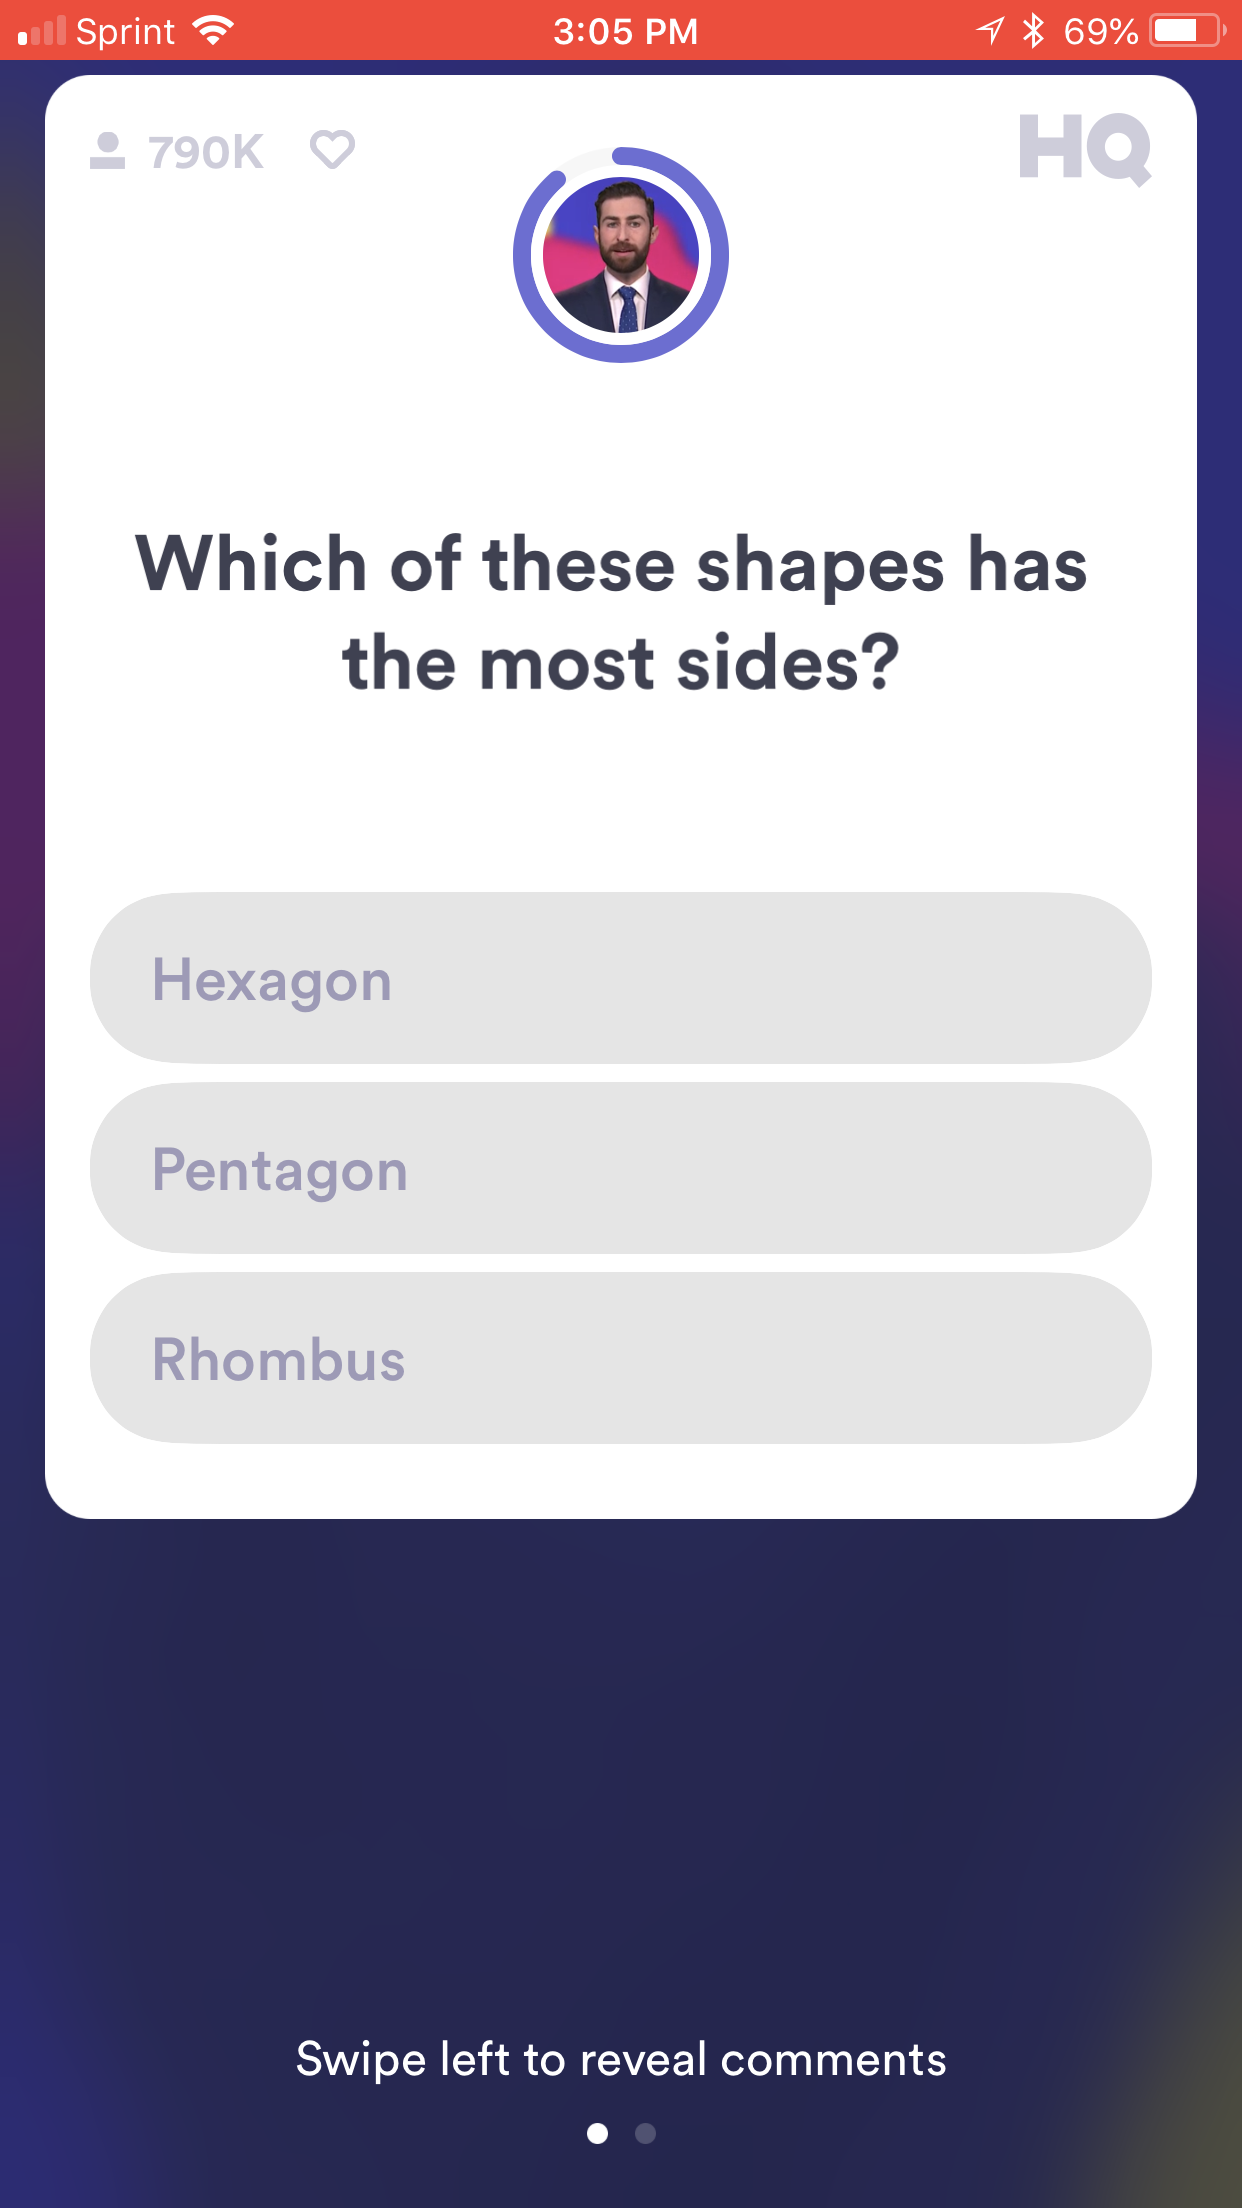 Sprint 3:05 PM 69%
790K HQ
Which of these shapes has
the most sides?
Hexagon
Pentagon
Rhombus
Swipe left to reveal comments